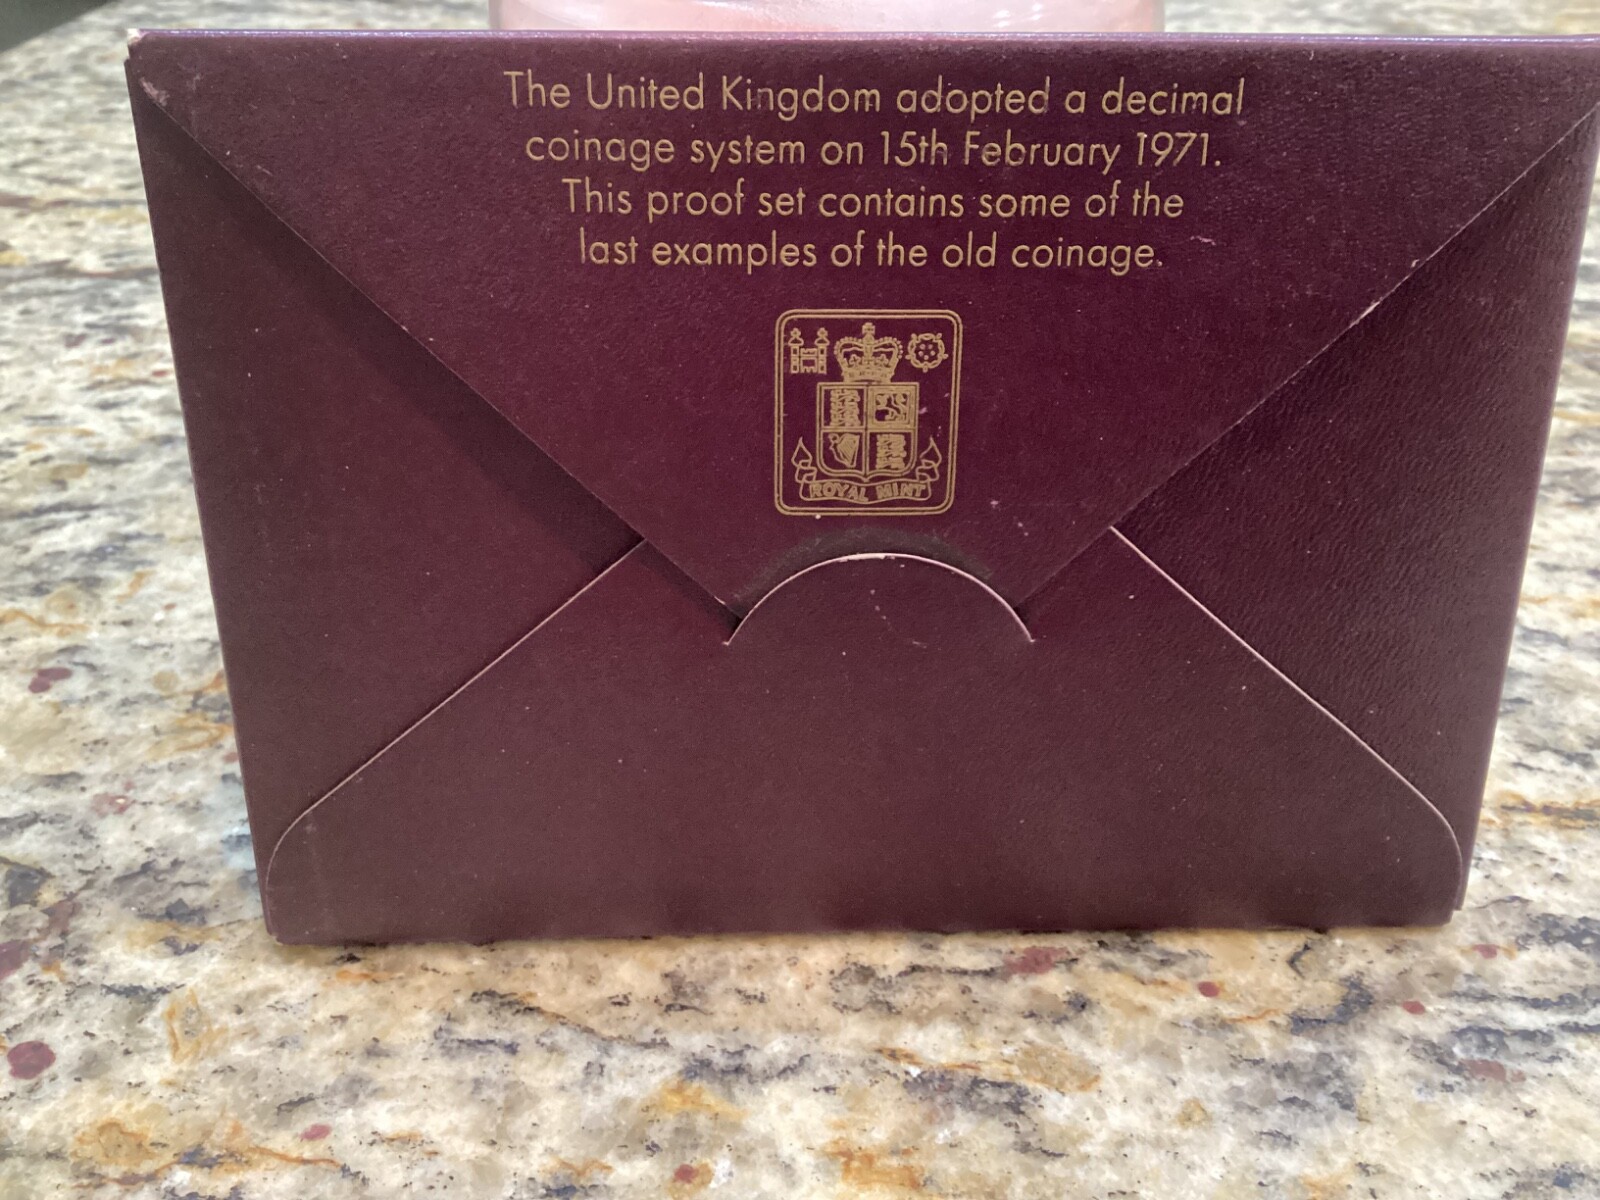 The United Kingdom adopted a decimal
coinage system on 15th February 1971.
This proof set contains some of the
last examples of the old coinage.
ROYAL MINT